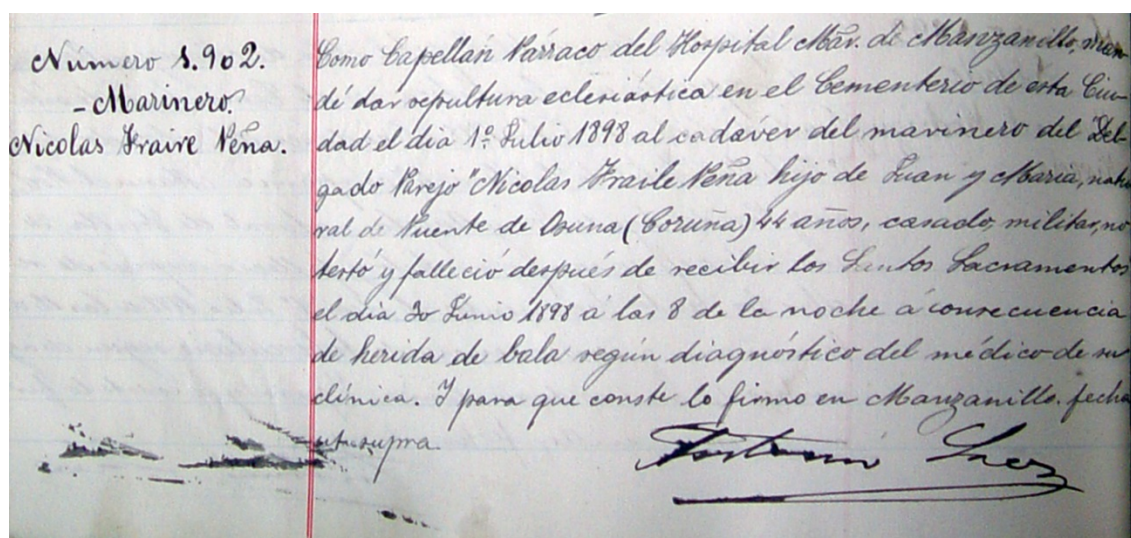 Número 1.902.
- Marinero.
Nicolas Fraire Peña.
Como Capellán Párraco del Hospital Mar. de Manzanillo, man-
dé dar sepultura eclesiástica en el Cementerio de esta Ciu-
dad el dia 1º Julio 1898 al cadáver del marinero del "Del-
gado Parejo" Nicolas Fraile Peña hijo de Juan y Maria, natu
ral de Puente de Osuna (Coruña) 44 años, casado, militar, no
testó y falleció después de recibir los Santos Sacramentos
el dia 30 Junio 1898 a las 8 de la noche á consecuencia
de herida de bala según diagnóstico del médico de su
clínica. Y para que conste lo firmo en Manzanillo. fecha
ut supra.